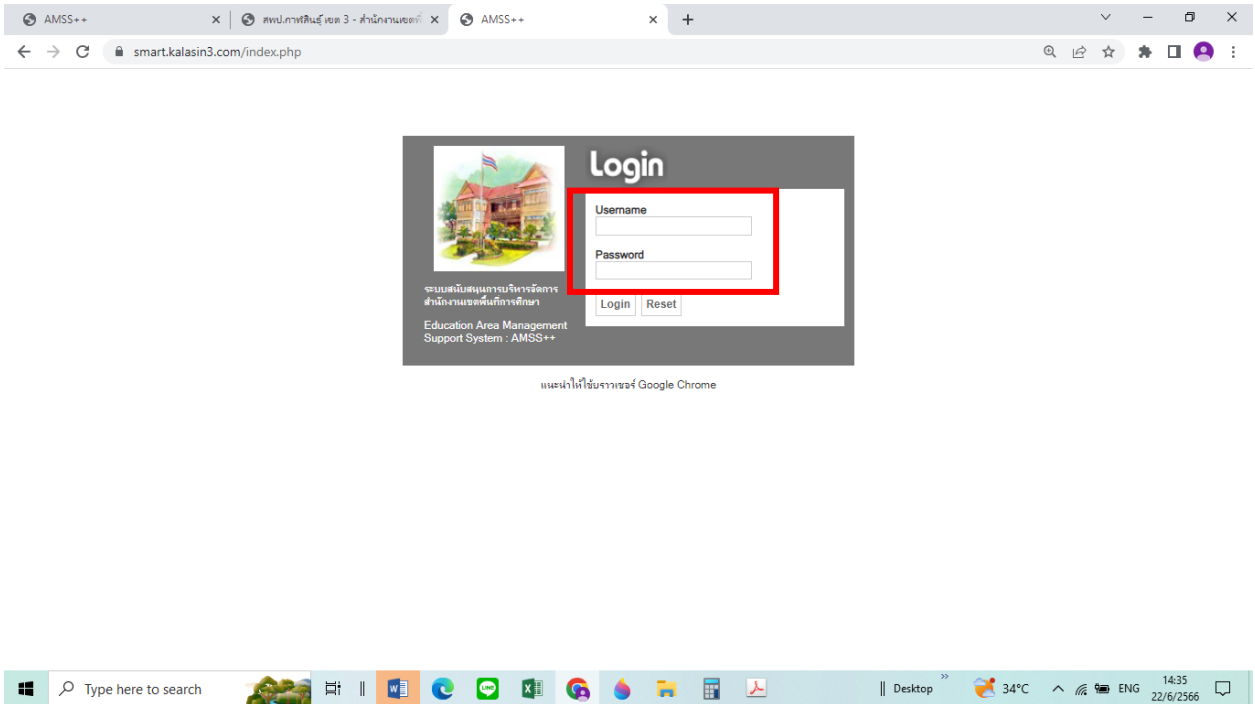 AMSS++
สพป.กาฬสินธุ์ เขต 3 - สำนักงานเขตพื้
AMSS++
smart.kalasin3.com/index.php
Login
Username
Password
Login Reset
ระบบสนับสนุนการบริหารจัดการ
สำนักงานเขตพื้นที่การศึกษา
Education Area Management
Support System : AMSS++
แนะนำให้ใช้บราวเซอร์ Google Chrome
Type here to search
Desktop
34°C
ENG
14:35
22/6/2566